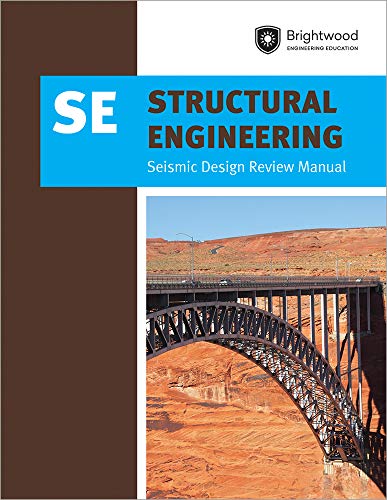 Brightwood
ENGINEERING EDUCATION
SE
STRUCTURAL
ENGINEERING
Seismic Design Review Manual